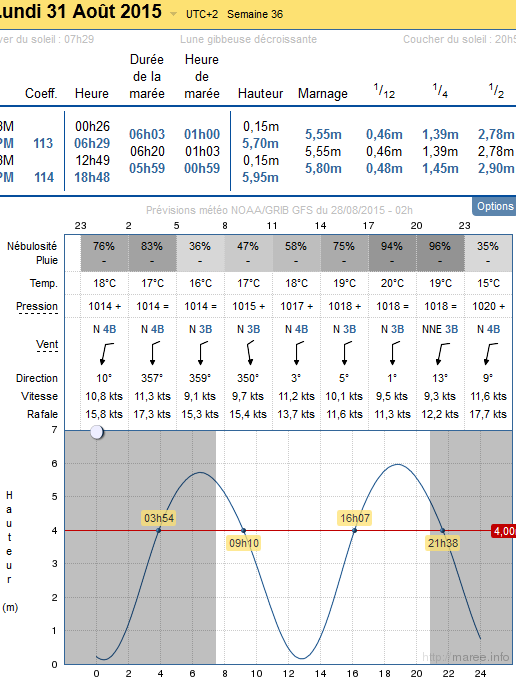 Lundi 31 Août 2015 UTC+2 Semaine 36
ver du soleil : 07h29 Lune gibbeuse décroissante Coucher du soleil : 20h5
Durée de la marée Heure de marée
Coeff. Heure Hauteur Marnage 1/12 1/4 1/2
BM 00h26 0,15m
PM 113 06h29 06h03 01h00 5,70m 5,55m 0,46m 1,39m 2,78m
BM 12h49 06h20 01h03 0,15m 5,55m 0,46m 1,39m 2,78m
PM 114 18h48 05h59 00h59 5,95m 5,80m 0,48m 1,45m 2,90m
Options
Prévisions météo NOAA/GRIB GFS du 28/08/2015 - 02h
23 2 5 8 11 14 17 20 23
Nébulosité 76% 83% 36% 47% 58% 75% 94% 96% 35%
Pluie - - - - - - - - -
Temp. 18°C 17°C 16°C 17°C 18°C 19°C 20°C 19°C 15°C
Pression 1014 + 1014 = 1014 = 1015 + 1017 + 1018 + 1018 = 1018 = 1020 +
N 4B N 4B N 3B N 3B N 4B N 3B N 3B NNE 3B N 4B
Vent
Direction 10° 357° 359° 350° 3° 5° 1° 13° 9°
Vitesse 10,8 kts 11,3 kts 9,1 kts 9,7 kts 11,2 kts 10,1 kts 9,5 kts 9,3 kts 11,6 kts
Rafale 15,8 kts 17,3 kts 15,3 kts 15,4 kts 13,7 kts 11,6 kts 11,3 kts 12,2 kts 17,7 kts
7
6
5
03h54 16h07
4 4,00
09h10 21h38
Hauteur
(m)
3
2
1
http://maree.info
0
0 2 4 6 8 10 12 14 16 18 20 22 24